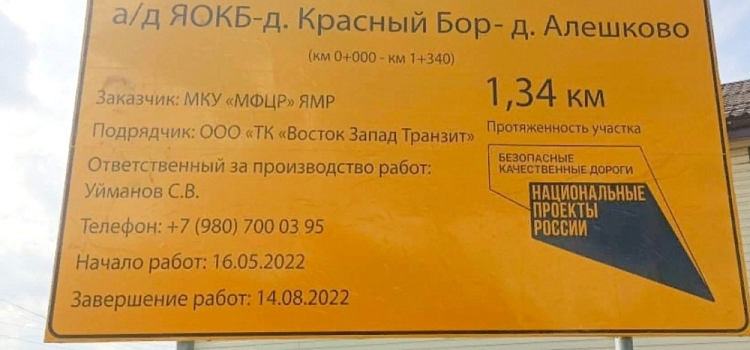 а/д ЯОКБ-д. Красный Бор- д. Алешково
(км 0+000 - км 1+340)
Заказчик: МКУ «МФЦР» ЯМР
1,34 км
Подрядчик: ООО «ТК «Восток Запад Транзит»
Протяженность участка
Ответственный за производство работ:
Уйманов С.В.
БЕЗОПАСНЫЕ
КАЧЕСТВЕННЫЕ ДОРОГИ
НАЦИОНАЛЬНЫЕ
ПРОЕКТЫ
РОССИИ
Телефон: +7 (980) 700 03 95
Начало работ: 16.05.2022
Завершение работ: 14.08.2022